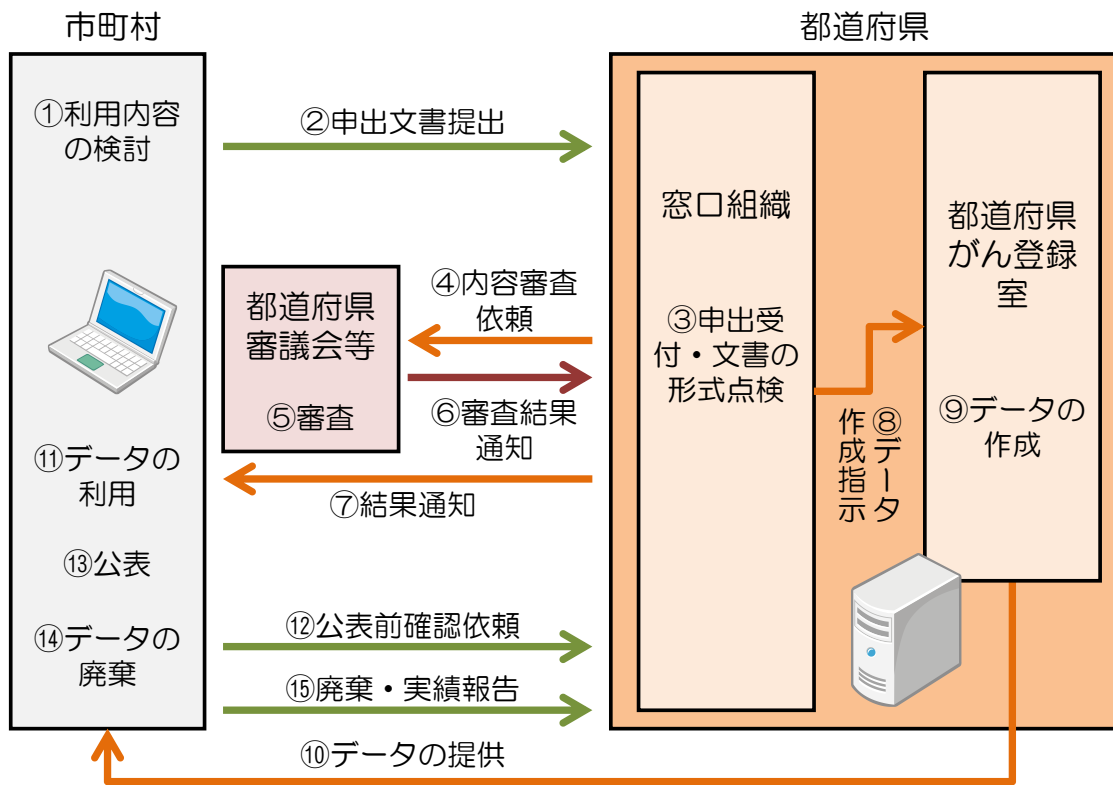 市町村
都道府県
①利用内容
の検討
②申出文書提出
窓口組織
都道府県
がん登録
室
④内容審査
依頼
都道府県
審議会等
③申出受
付・文書の
形式点検
⑤審査
⑥審査結果
通知
⑧データ
作成指示
⑨データの
作成
⑪データの
利用
⑦結果通知
⑬公表
⑫公表前確認依頼
⑭データの
廃棄
⑮廃棄・実績報告
⑩データの提供